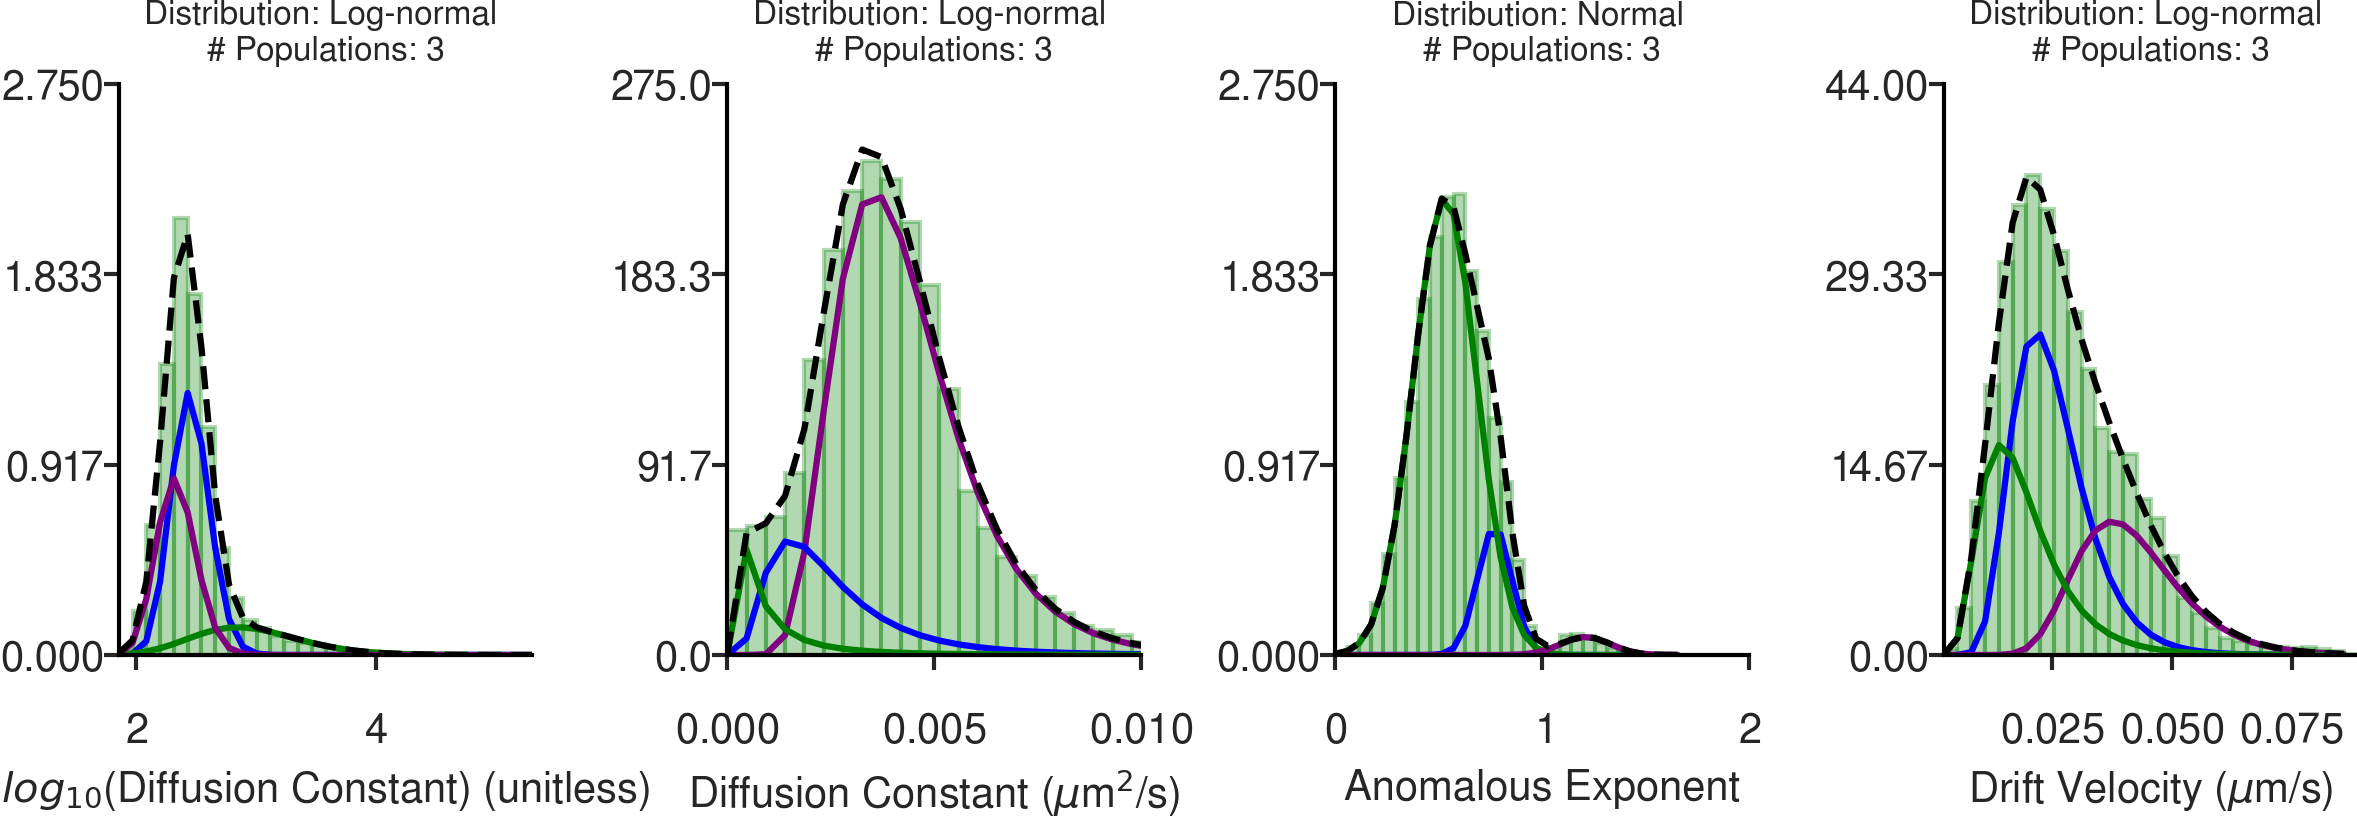 Distribution: Log-normal
# Populations: 3
2.750
1.833
0.917
0.000
2
4
log₁₀(Diffusion Constant) (unitless)
Distribution: Log-normal
# Populations: 3
275.0
183.3
91.7
0.0
0.000
0.005
0.010
Diffusion Constant (μm²/s)
Distribution: Normal
# Populations: 3
2.750
1.833
0.917
0.000
0
1
2
Anomalous Exponent
Distribution: Log-normal
# Populations: 3
44.00
29.33
14.67
0.00
0.025
0.050
0.075
Drift Velocity (μm/s)